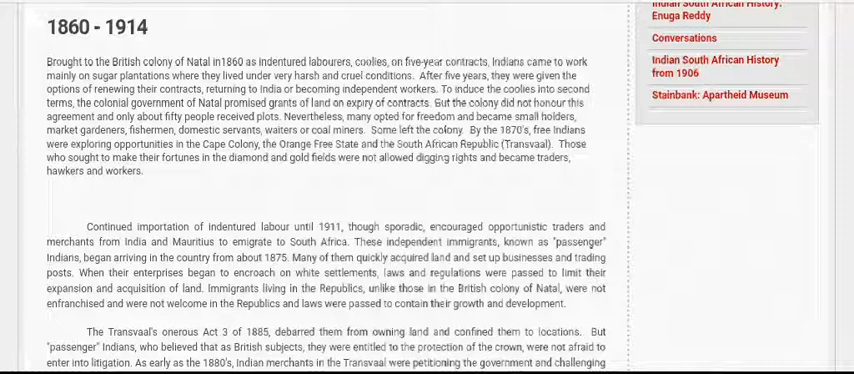 1860 - 1914
Brought to the British colony of Natal in1860 as indentured labourers, coolies, on five-year contracts, Indians came to work
mainly on sugar plantations where they lived under very harsh and cruel conditions.  After five years, they were given the
options of renewing their contracts, returning to India or becoming independent workers. To induce the coolies into second
terms, the colonial government of Natal promised grants of land on expiry of contracts. But the colony did not honour this
agreement and only about fifty people received plots. Nevertheless, many opted for freedom and became small holders,
market gardeners, fishermen, domestic servants, waiters or coal miners.  Some left the colony.  By the 1870's, free Indians
were exploring opportunities in the Cape Colony, the Orange Free State and the South African Republic (Transvaal).  Those
who sought to make their fortunes in the diamond and gold fields were not allowed digging rights and became traders,
hawkers and workers.
Continued importation of indentured labour until 1911, though sporadic, encouraged opportunistic traders and
merchants from India and Mauritius to emigrate to South Africa. These independent immigrants, known as "passenger"
Indians, began arriving in the country from about 1875. Many of them quickly acquired land and set up businesses and trading
posts. When their enterprises began to encroach on white settlements, laws and regulations were passed to limit their
expansion and acquisition of land. Immigrants living in the Republics, unlike those in the British colony of Natal, were not
enfranchised and were not welcome in the Republics and laws were passed to contain their growth and development.
The Transvaal's onerous Act 3 of 1885, debarred them from owning land and confined them to locations.  But
"passenger" Indians, who believed that as British subjects, they were entitled to the protection of the crown, were not afraid to
enter into litigation. As early as the 1880's, Indian merchants in the Transvaal were petitioning the government and challenging
Indian South African History:
Enuga Reddy
Conversations
Indian South African History
from 1906
Stainbank: Apartheid Museum